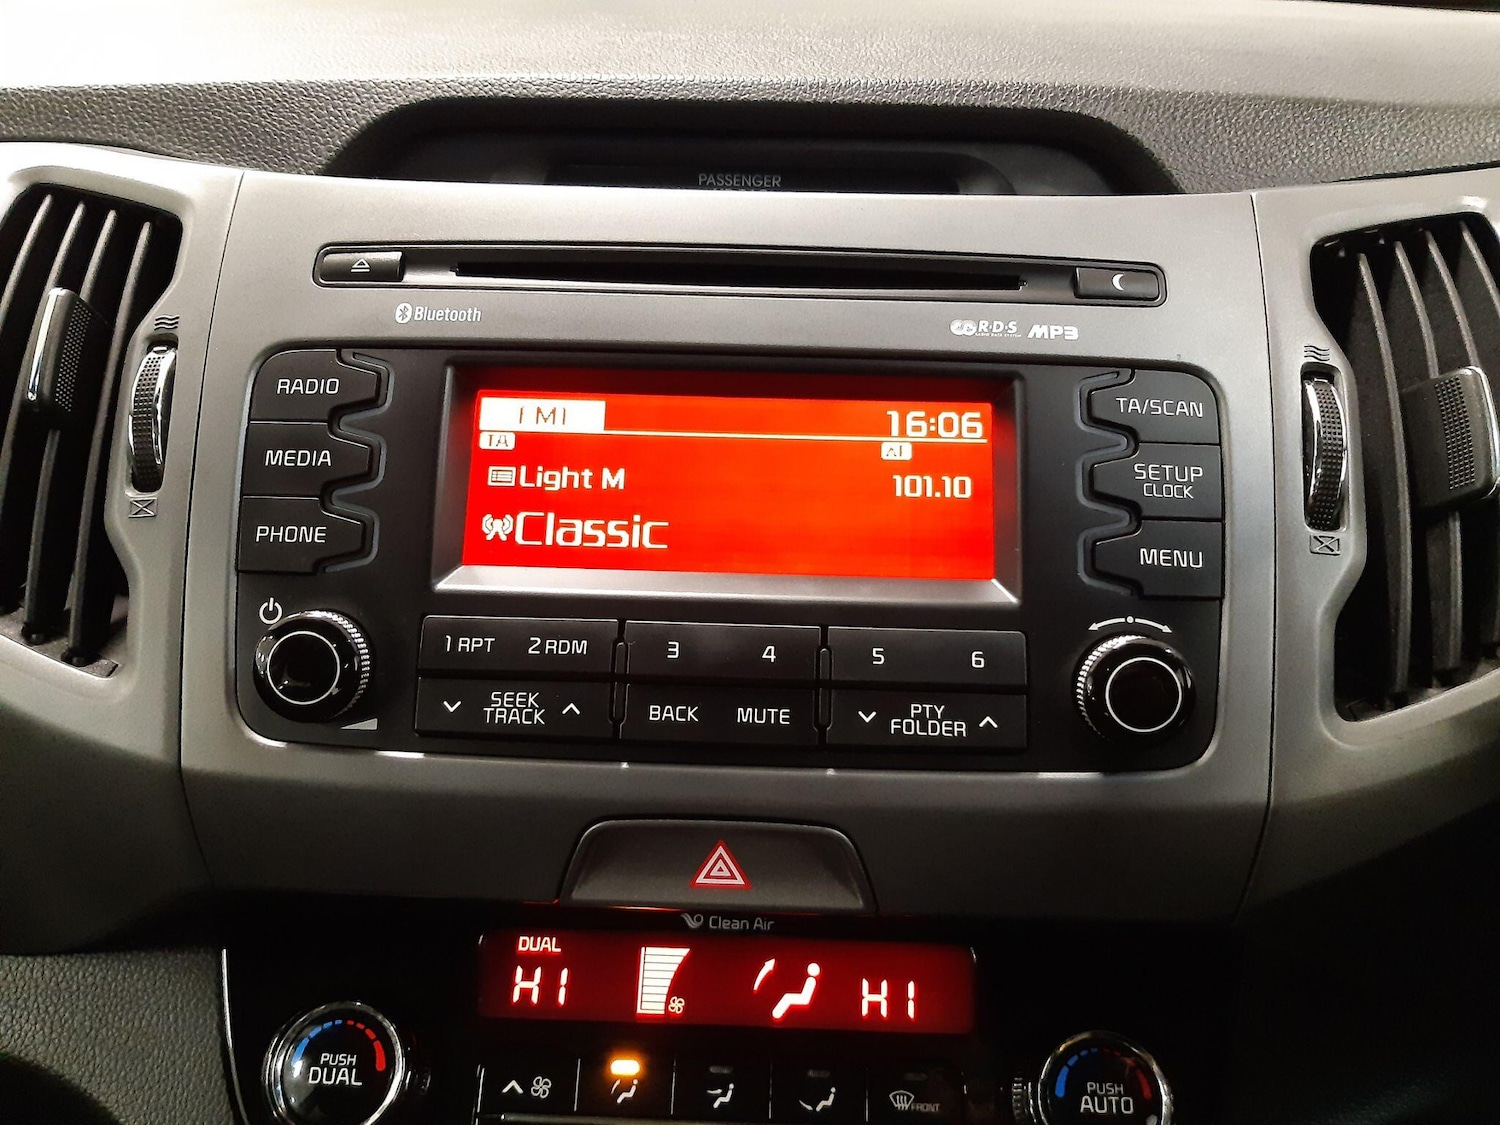 PASSENGER
Bluetooth
R·D·S MP3
RADIO
MEDIA
PHONE
16:06
TA
AF
Light M
101.10
Classic
TA/SCAN
SETUP
CLOCK
MENU
1 RPT 2 RDM 3 4 5 6
SEEK
TRACK
BACK MUTE
PTY
FOLDER
Clean Air
DUAL
HI HI
PUSH
DUAL
FRONT
PUSH
AUTO